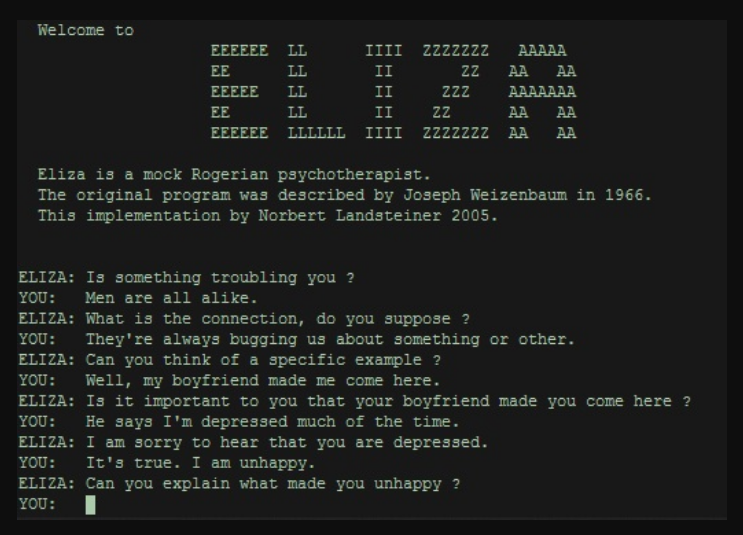 Welcome to
EEEEEE  LL      IIII  ZZZZZZZ   AAAAA
EE      LL       II       ZZ   AA   AA
EEEEE   LL       II     ZZZ    AAAAAAA
EE      LL       II    ZZ      AA   AA
EEEEEE  LLLLLL  IIII  ZZZZZZZ  AA   AA
Eliza is a mock Rogerian psychotherapist.
The original program was described by Joseph Weizenbaum in 1966.
This implementation by Norbert Landsteiner 2005.
ELIZA: Is something troubling you ?
YOU:   Men are all alike.
ELIZA: What is the connection, do you suppose ?
YOU:   They're always bugging us about something or other.
ELIZA: Can you think of a specific example ?
YOU:   Well, my boyfriend made me come here.
ELIZA: Is it important to you that your boyfriend made you come here ?
YOU:   He says I'm depressed much of the time.
ELIZA: I am sorry to hear that you are depressed.
YOU:   It's true. I am unhappy.
ELIZA: Can you explain what made you unhappy ?
YOU: